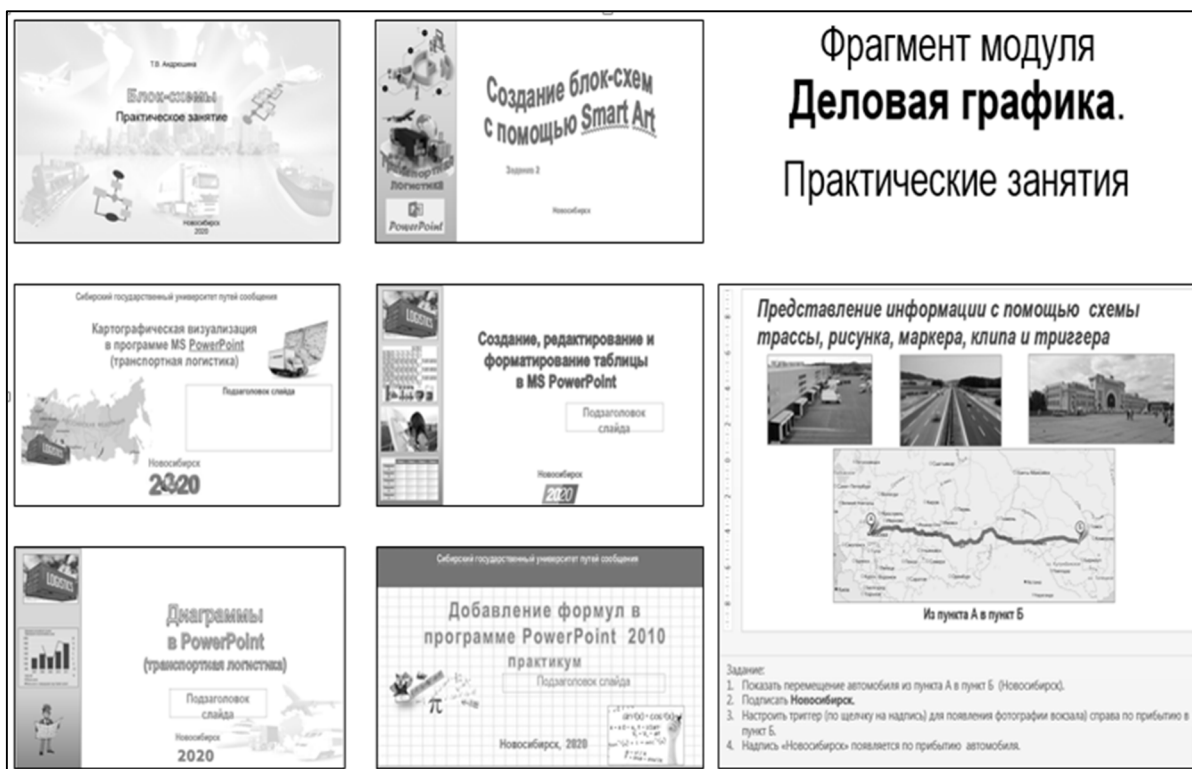 Т.В. Андрюшина
Блок-схемы
Практическое занятие
Новосибирск
2020
Создание блок-схем
с помощью Smart Art
Задание 2
Транспортная
логистика
PowerPoint
Новосибирск
Фрагмент модуля
Деловая графика.
Практические занятия
Сибирский государственный университет путей сообщения
Картографическая визуализация
в программе MS PowerPoint
(транспортная логистика)
Подзаголовок слайда
Новосибирск
2020
LOGISTICS
Создание, редактирование и
форматирование таблицы
в MS PowerPoint
Подзаголовок
слайда
Новосибирск
2020
Представление информации с помощью схемы
трассы, рисунка, маркера, клипа и триггера
Из пункта А в пункт Б
Задание:
1. Показать перемещение автомобиля из пункта А в пункт Б (Новосибирск).
2. Подписать Новосибирск.
3. Настроить триггер (по щелчку на надпись) для появления фотографии вокзала) справа по прибытию в
пункт Б.
4. Надпись «Новосибирск» появляется по прибытию автомобиля.
LOGISTICS
Диаграммы
в PowerPoint
(транспортная логистика)
Подзаголовок
слайда
Новосибирск
2020
Сибирский государственный университет путей сообщения
Добавление формул в
программе PowerPoint 2010
практикум
Подзаголовок слайда
π
Новосибирск, 2020